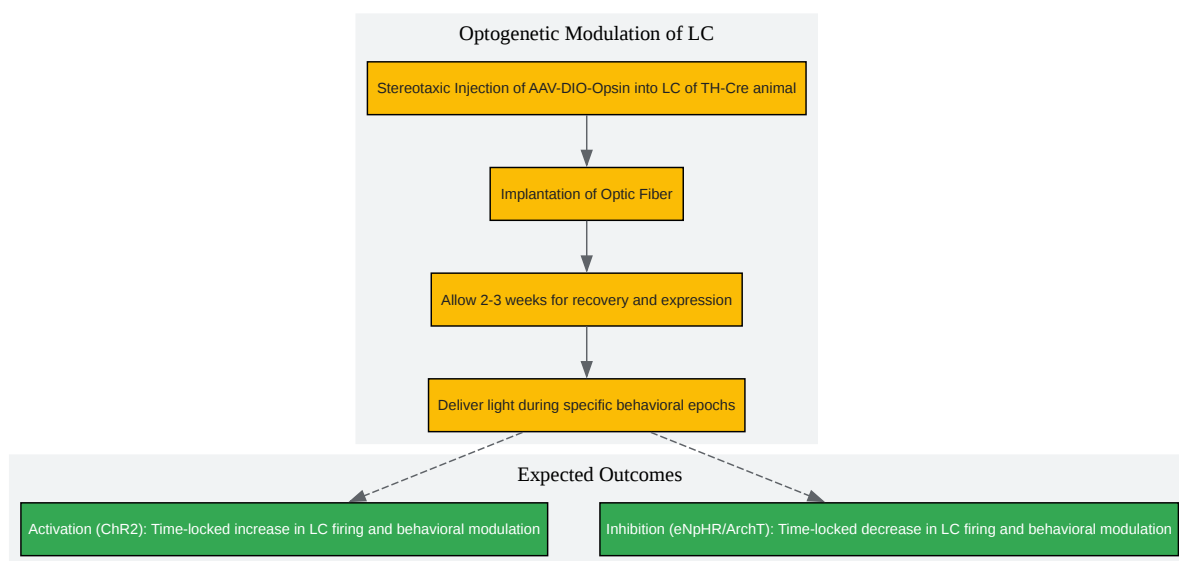 Optogenetic Modulation of LC
Stereotaxic Injection of AAV-DIO-Opsin into LC of TH-Cre animal
Implantation of Optic Fiber
Allow 2-3 weeks for recovery and expression
Deliver light during specific behavioral epochs
Expected Outcomes
Activation (ChR2): Time-locked increase in LC firing and behavioral modulation
Inhibition (eNpHR/ArchT): Time-locked decrease in LC firing and behavioral modulation